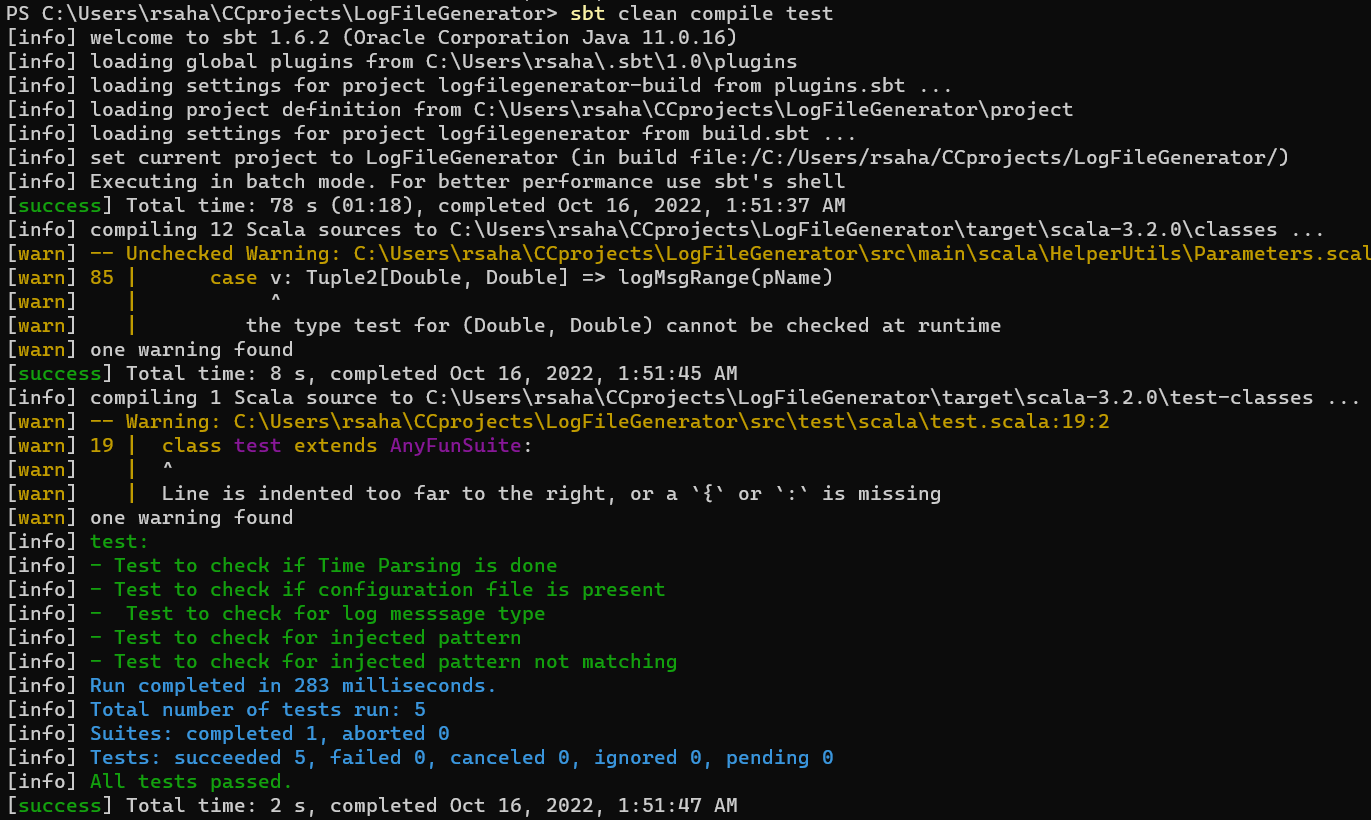 PS C:\Users\rsaha\CCprojects\LogFileGenerator> sbt clean compile test
[info] welcome to sbt 1.6.2 (Oracle Corporation Java 11.0.16)
[info] loading global plugins from C:\Users\rsaha\.sbt\1.0\plugins
[info] loading settings for project logfilegenerator-build from plugins.sbt ...
[info] loading project definition from C:\Users\rsaha\CCprojects\LogFileGenerator\project
[info] loading settings for project logfilegenerator from build.sbt ...
[info] set current project to LogFileGenerator (in build file:/C:/Users/rsaha/CCprojects/LogFileGenerator/)
[info] Executing in batch mode. For better performance use sbt's shell
[success] Total time: 78 s (01:18), completed Oct 16, 2022, 1:51:37 AM
[info] compiling 12 Scala sources to C:\Users\rsaha\CCprojects\LogFileGenerator\target\scala-3.2.0\classes ...
[warn] -- Unchecked Warning: C:\Users\rsaha\CCprojects\LogFileGenerator\src\main\scala\HelperUtils\Parameters.scal
[warn] 85 |      case v: Tuple2[Double, Double] => logMsgRange(pName)
[warn]    |           ^
[warn]    |         the type test for (Double, Double) cannot be checked at runtime
[warn] one warning found
[success] Total time: 8 s, completed Oct 16, 2022, 1:51:45 AM
[info] compiling 1 Scala source to C:\Users\rsaha\CCprojects\LogFileGenerator\target\scala-3.2.0\test-classes ...
[warn] -- Warning: C:\Users\rsaha\CCprojects\LogFileGenerator\src\test\scala\test.scala:19:2
[warn] 19 |  class test extends AnyFunSuite:
[warn]    |  ^
[warn]    |  Line is indented too far to the right, or a `{` or `:` is missing
[warn] one warning found
[info] test:
[info] - Test to check if Time Parsing is done
[info] - Test to check if configuration file is present
[info] -  Test to check for log messsage type
[info] - Test to check for injected pattern
[info] - Test to check for injected pattern not matching
[info] Run completed in 283 milliseconds.
[info] Total number of tests run: 5
[info] Suites: completed 1, aborted 0
[info] Tests: succeeded 5, failed 0, canceled 0, ignored 0, pending 0
[info] All tests passed.
[success] Total time: 2 s, completed Oct 16, 2022, 1:51:47 AM